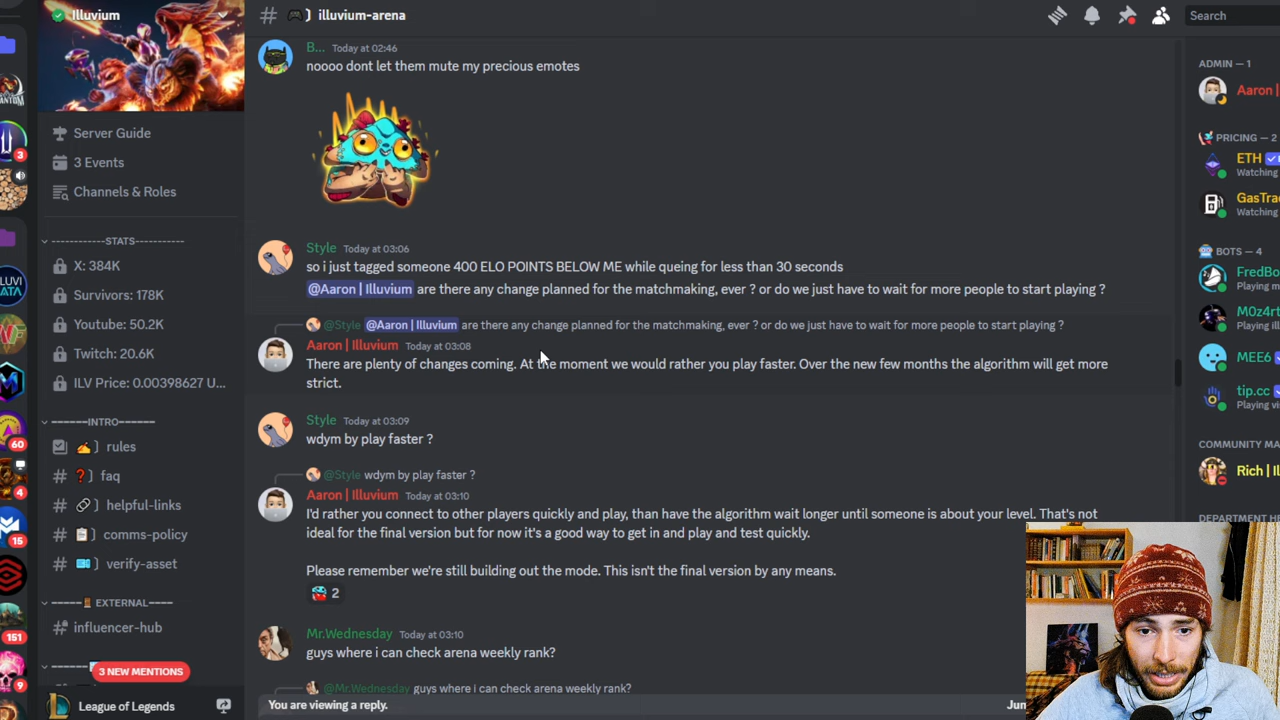 Illuvium
illuvium-arena
Search
Server Guide
3 Events
Channels & Roles
------------STATS-----------
X: 384K
Survivors: 178K
Youtube: 50.2K
Twitch: 20.6K
ILV Price: 0.00398627 U...
------INTRO------
rules
faq
helpful-links
comms-policy
verify-asset
EXTERNAL
influencer-hub
3 NEW MENTIONS
League of Legends
3
60
4
15
151
9
B... Today at 02:46
noooo dont let them mute my precious emotes
Style Today at 03:06
so i just tagged someone 400 ELO POINTS BELOW ME while queing for less than 30 seconds
@Aaron | Illuvium are there any change planned for the matchmaking, ever ? or do we just have to wait for more people to start playing ?
@Style @Aaron | Illuvium are there any change planned for the matchmaking, ever ? or do we just have to wait for more people to start playing ?
Aaron | Illuvium Today at 03:08
There are plenty of changes coming. At the moment we would rather you play faster. Over the new few months the algorithm will get more
strict.
Style Today at 03:09
wdym by play faster ?
@Style wdym by play faster ?
Aaron | Illuvium Today at 03:10
I'd rather you connect to other players quickly and play, than have the algorithm wait longer until someone is about your level. That's not
ideal for the final version but for now it's a good way to get in and play and test quickly.
Please remember we're still building out the mode. This isn't the final version by any means.
2
Mr.Wednesday Today at 03:10
guys where i can check arena weekly rank?
@Mr.Wednesday guys where i can check arena weekly rank?
You are viewing a reply.
ADMIN — 1
Aaron |
PRICING — 2
ETH
Watching
GasTra
Watching
BOTS — 4
FredBo
Playing
M0z4rt
Playing
MEE6
tip.cc
Playing
COMMUNITY MA
Rich |
DEPARTMENT HE